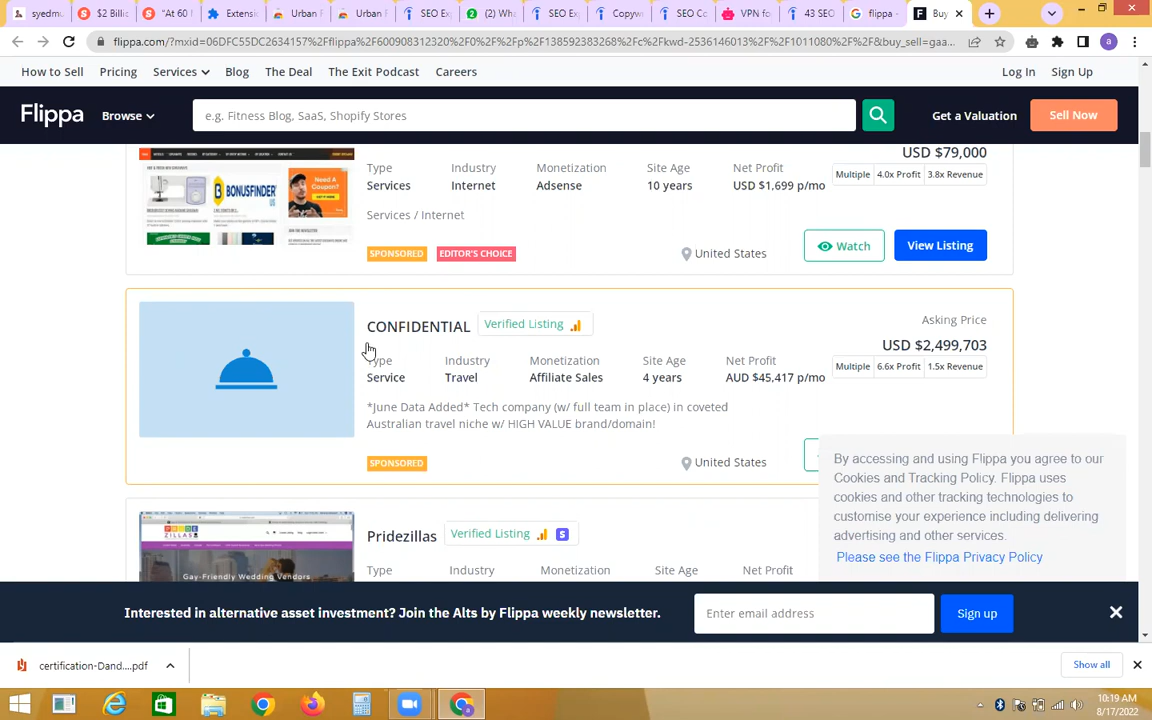 syedmu
$2 Billic
"At 60 I
Extensi
Urban F
Urban F
SEO Ex
(2) Wha
SEO Ex
Copyw
SEO Co
VPN fo
43 SEO
flippa -
Buy
flippa.com/?mxid=06DFC55DC2634157%2Fflippa%2F600908312320%2F0%2F%2Fp%2F138592383268%2Fc%2Fkwd-2536146013%2F%2F1011080%2F%2F&buy_sell=gaa...
How to Sell Pricing Services Blog The Deal The Exit Podcast Careers Log In Sign Up
Flippa Browse e.g. Fitness Blog, SaaS, Shopify Stores Get a Valuation Sell Now
USD $79,000
Type Industry Monetization Site Age Net Profit
Services Internet Adsense 10 years USD $1,699 p/mo
Multiple 4.0x Profit 3.8x Revenue
BONUSFINDER
Need A
Coupon?
Services / Internet
SPONSORED EDITOR'S CHOICE United States Watch View Listing
CONFIDENTIAL Verified Listing
Asking Price
USD $2,499,703
Type Industry Monetization Site Age Net Profit
Service Travel Affiliate Sales 4 years AUD $45,417 p/mo
Multiple 6.6x Profit 1.5x Revenue
*June Data Added* Tech company (w/ full team in place) in coveted
Australian travel niche w/ HIGH VALUE brand/domain!
SPONSORED United States
By accessing and using Flippa you agree to our
Cookies and Tracking Policy. Flippa uses
cookies and other tracking technologies to
customise your experience including delivering
advertising and other services.
Please see the Flippa Privacy Policy
Pridezillas Verified Listing S
Type Industry Monetization Site Age Net Profit
PRIDE
ZILLAS
Gay-Friendly Wedding Vendors
Interested in alternative asset investment? Join the Alts by Flippa weekly newsletter. Enter email address Sign up
certification-Dand....pdf Show all
10:19 AM
8/17/2022